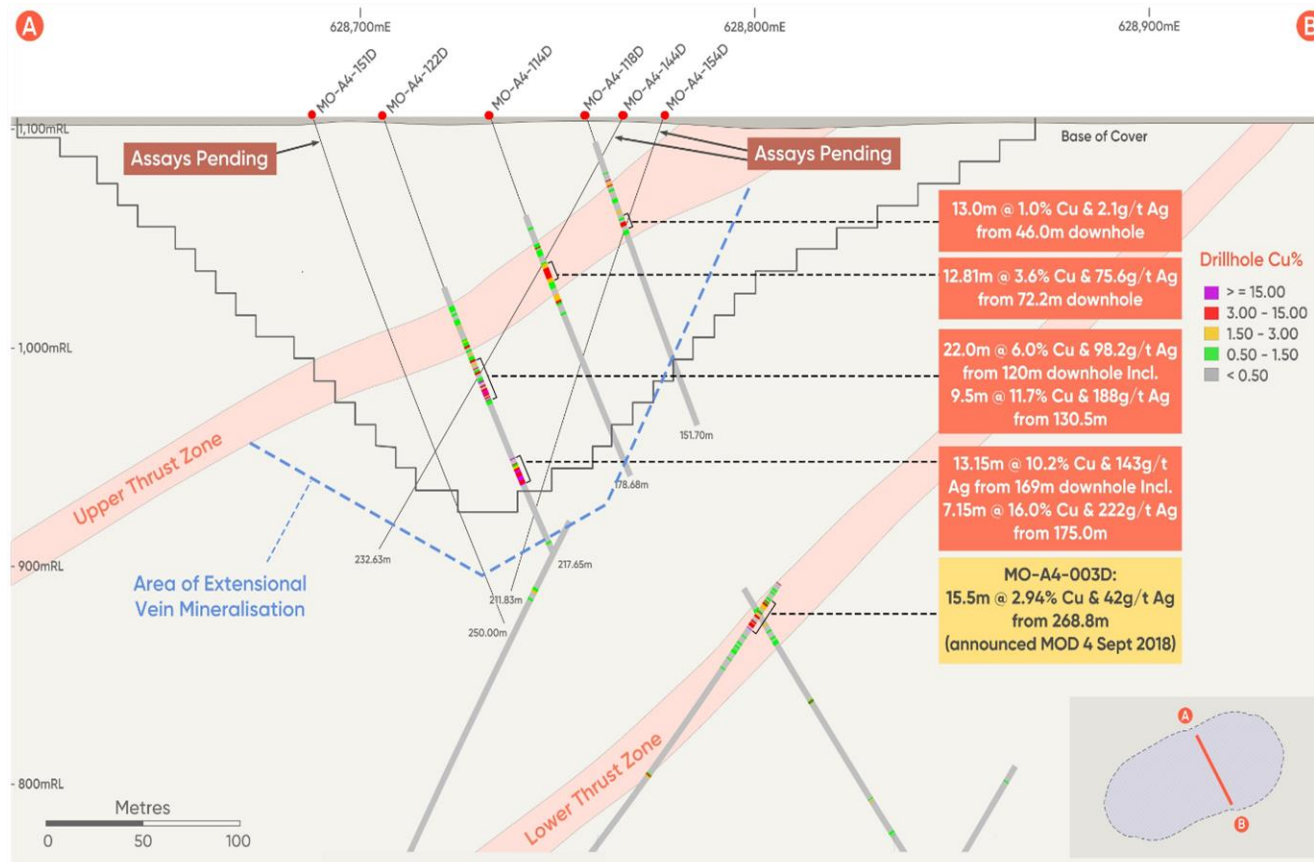 A
628,700mE
628,800mE
628,900mE
B
MO-A4-151D
MO-A4-122D
MO-A4-114D
MO-A4-118D
MO-A4-144D
MO-A4-154D
1,100mRL
Base of Cover
Assays Pending
Assays Pending
13.0m @ 1.0% Cu & 2.1g/t Ag
from 46.0m downhole
12.81m @ 3.6% Cu & 75.6g/t Ag
from 72.2m downhole
22.0m @ 6.0% Cu & 98.2g/t Ag
from 120m downhole Incl.
9.5m @ 11.7% Cu & 188g/t Ag
from 130.5m
13.15m @ 10.2% Cu & 143g/t
Ag from 169m downhole Incl.
7.15m @ 16.0% Cu & 222g/t Ag
from 175.0m
MO-A4-003D:
15.5m @ 2.94% Cu & 42g/t Ag
from 268.8m
(announced MOD 4 Sept 2018)
Drillhole Cu%
> = 15.00
3.00 - 15.00
1.50 - 3.00
0.50 - 1.50
< 0.50
1,000mRL
151.70m
178.68m
Upper Thrust Zone
232.63m
217.65m
900mRL
Area of Extensional
Vein Mineralisation
211.83m
250.00m
Lower Thrust Zone
800mRL
Metres
0
50
100
A
B